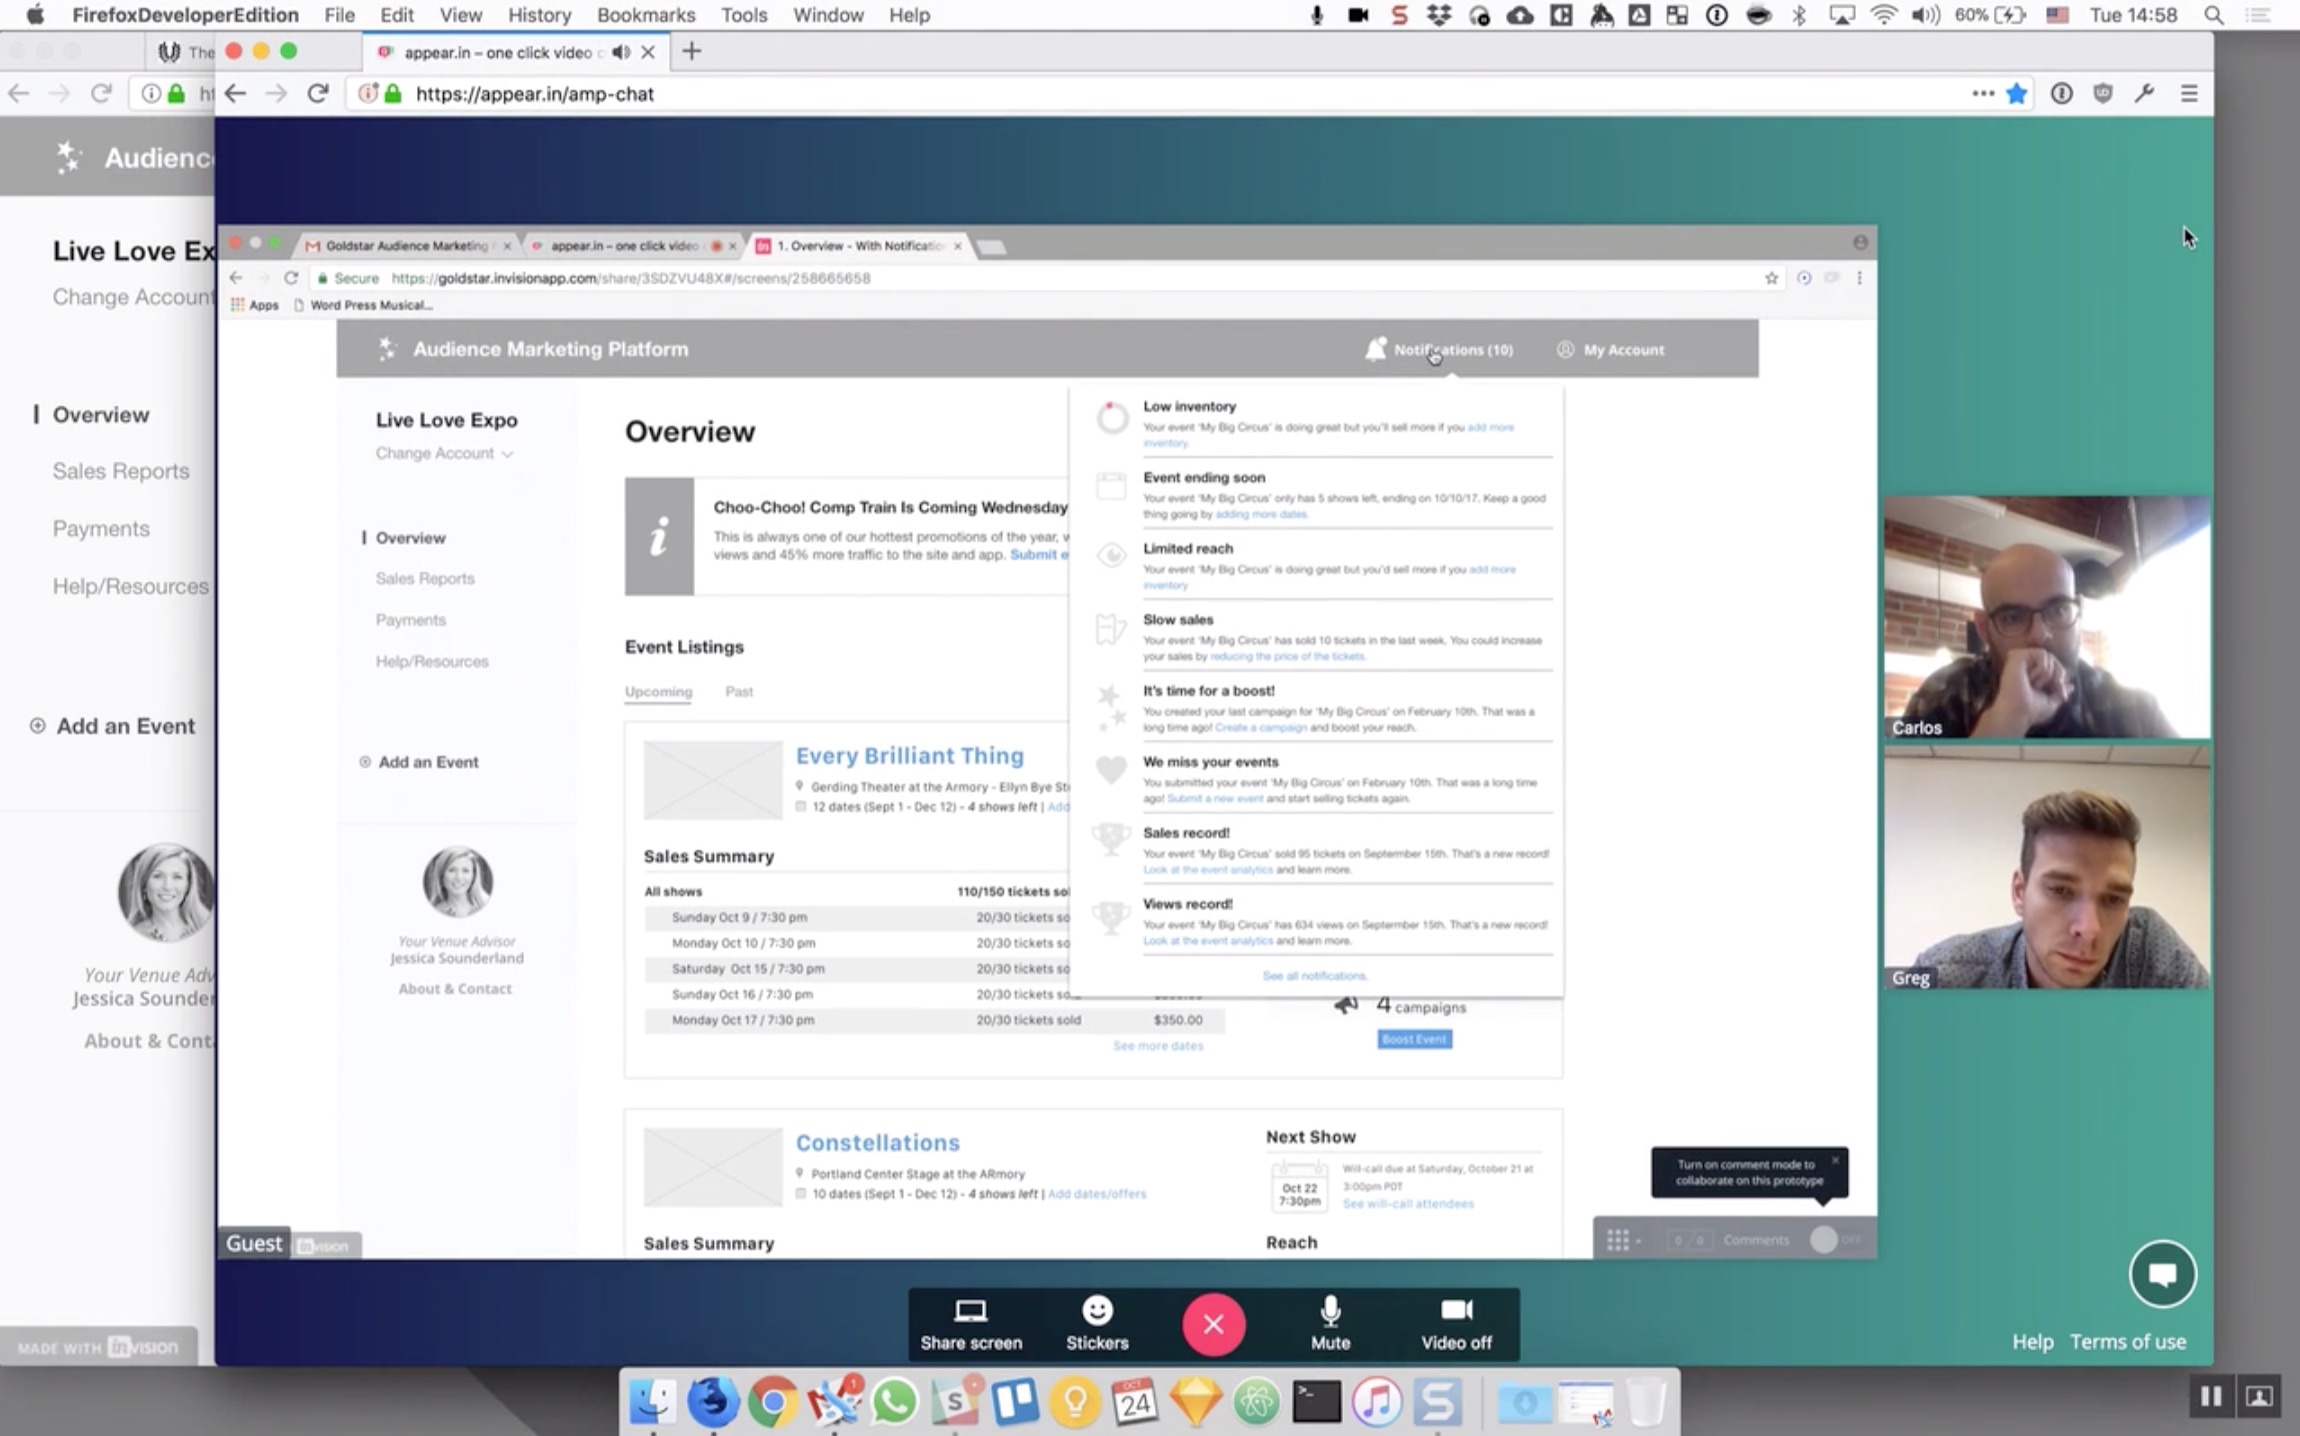 FirefoxDeveloperEdition File Edit View History Bookmarks Tools Window Help 60% Tue 14:58
The
appear.in – one click video c
https://appear.in/amp-chat
Audienc
Live Love Ex
Change Account
Overview
Sales Reports
Payments
Help/Resources
Add an Event
Your Venue Adv
Jessica Sounder
About & Conta
MADE WITH invision
Goldstar Audience Marketing
appear.in – one click video
1. Overview - With Notificatio
Secure https://goldstar.invisionapp.com/share/3SDZVU48X#/screens/258665658
Apps Word Press Musical...
Audience Marketing Platform
Notifications (10)
My Account
Live Love Expo
Change Account
Overview
Sales Reports
Payments
Help/Resources
Add an Event
Your Venue Advisor
Jessica Sounderland
About & Contact
Overview
i
Choo-Choo! Comp Train Is Coming Wednesday
This is always one of our hottest promotions of the year, w
views and 45% more traffic to the site and app. Submit e
Event Listings
Upcoming Past
Every Brilliant Thing
Gerding Theater at the Armory - Ellyn Bye St
12 dates (Sept 1 - Dec 12) - 4 shows left | Add
Sales Summary
All shows 110/150 tickets sol
Sunday Oct 9 / 7:30 pm 20/30 tickets so
Monday Oct 10 / 7:30 pm 20/30 tickets so
Saturday Oct 15 / 7:30 pm 20/30 tickets so
Sunday Oct 16 / 7:30 pm 20/30 tickets so
Monday Oct 17 / 7:30 pm 20/30 tickets sold $350.00
See more dates
4 campaigns
Boost Event
Low inventory
Your event 'My Big Circus' is doing great but you'll sell more if you add more
inventory.
Event ending soon
Your event 'My Big Circus' only has 5 shows left, ending on 10/10/17. Keep a good
thing going by adding more dates.
Limited reach
Your event 'My Big Circus' is doing great but you'd sell more if you add more
inventory
Slow sales
Your event 'My Big Circus' has sold 10 tickets in the last week. You could increase
your sales by reducing the price of the tickets.
It's time for a boost!
You created your last campaign for 'My Big Circus' on February 10th. That was a
long time ago! Create a campaign and boost your reach.
We miss your events
You submitted your event 'My Big Circus' on February 10th. That was a long time
ago! Submit a new event and start selling tickets again.
Sales record!
Your event 'My Big Circus' sold 95 tickets on Septermber 15th. That's a new record!
Look at the event analytics and learn more.
Views record!
Your event 'My Big Circus' has 634 views on Septermber 15th. That's a new record!
Look at the event analytics and learn more.
See all notifications.
Constellations
Portland Center Stage at the ARmory
10 dates (Sept 1 - Dec 12) - 4 shows left | Add dates/offers
Sales Summary
Next Show
Oct 22
7:30pm
Will-call due at Saturday, October 21 at
3:00pm PDT
See will-call attendees
Reach
Turn on comment mode to
collaborate on this prototype
0 / 0 Comments OFF
Guest invision
Carlos
Greg
Share screen Stickers Mute Video off
Help Terms of use
1
OCT
24
S